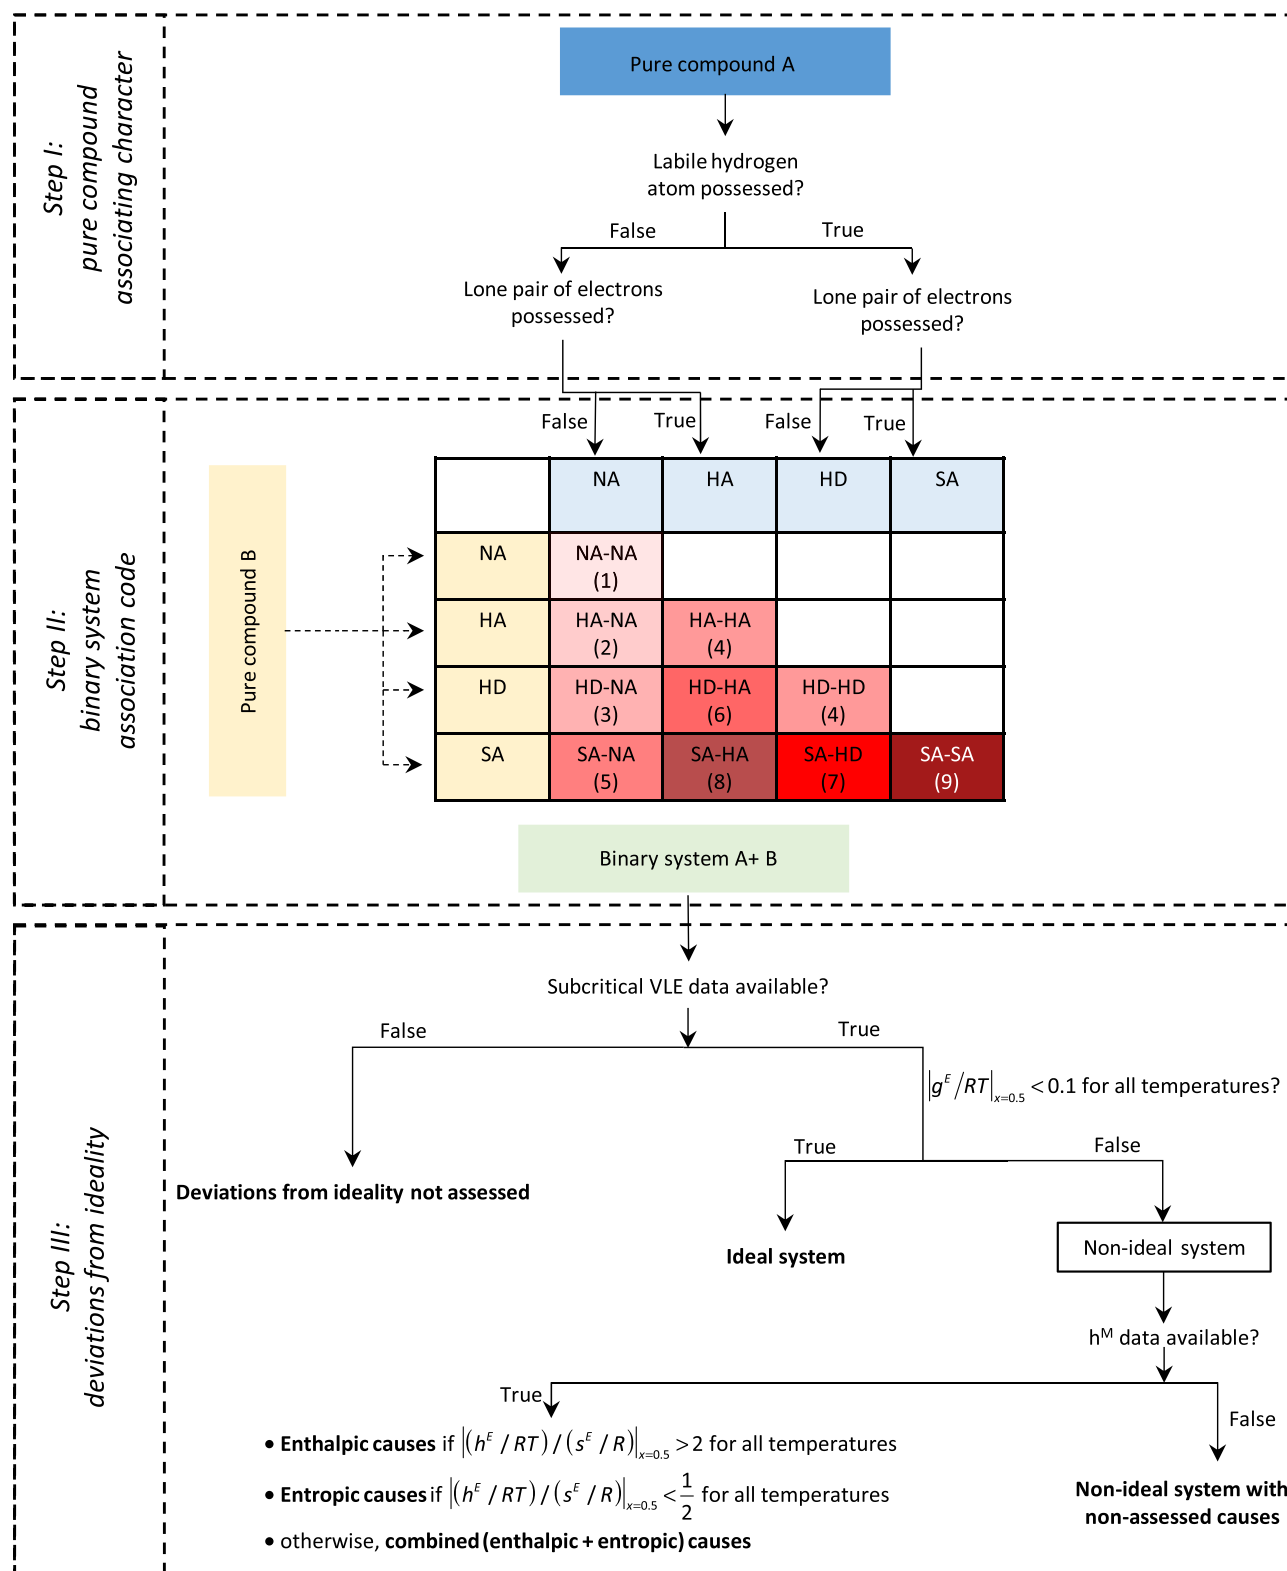 Step I:
pure compound
associating character
Pure compound A
Labile hydrogen
atom possessed?
False
True
Lone pair of electrons
possessed?
Lone pair of electrons
possessed?
Step II:
binary system
association code
False
True
False
True
Pure compound B
NA HA HD SA
NA NA-NA
(1)
HA HA-NA HA-HA
(2) (4)
HD HD-NA HD-HA HD-HD
(3) (6) (4)
SA SA-NA SA-HA SA-HD SA-SA
(5) (8) (7) (9)
Binary system A+ B
Step III:
deviations from ideality
Subcritical VLE data available?
False
True
|g^E/RT|_{x=0.5} < 0.1 for all temperatures?
True
False
Deviations from ideality not assessed
Ideal system
Non-ideal system
h^M data available?
True
False
• Enthalpic causes if |(h^E / RT) / (s^E / R)|_{x=0.5} > 2 for all temperatures
• Entropic causes if |(h^E / RT) / (s^E / R)|_{x=0.5} < 1/2 for all temperatures
• otherwise, combined (enthalpic + entropic) causes
Non-ideal system with
non-assessed causes